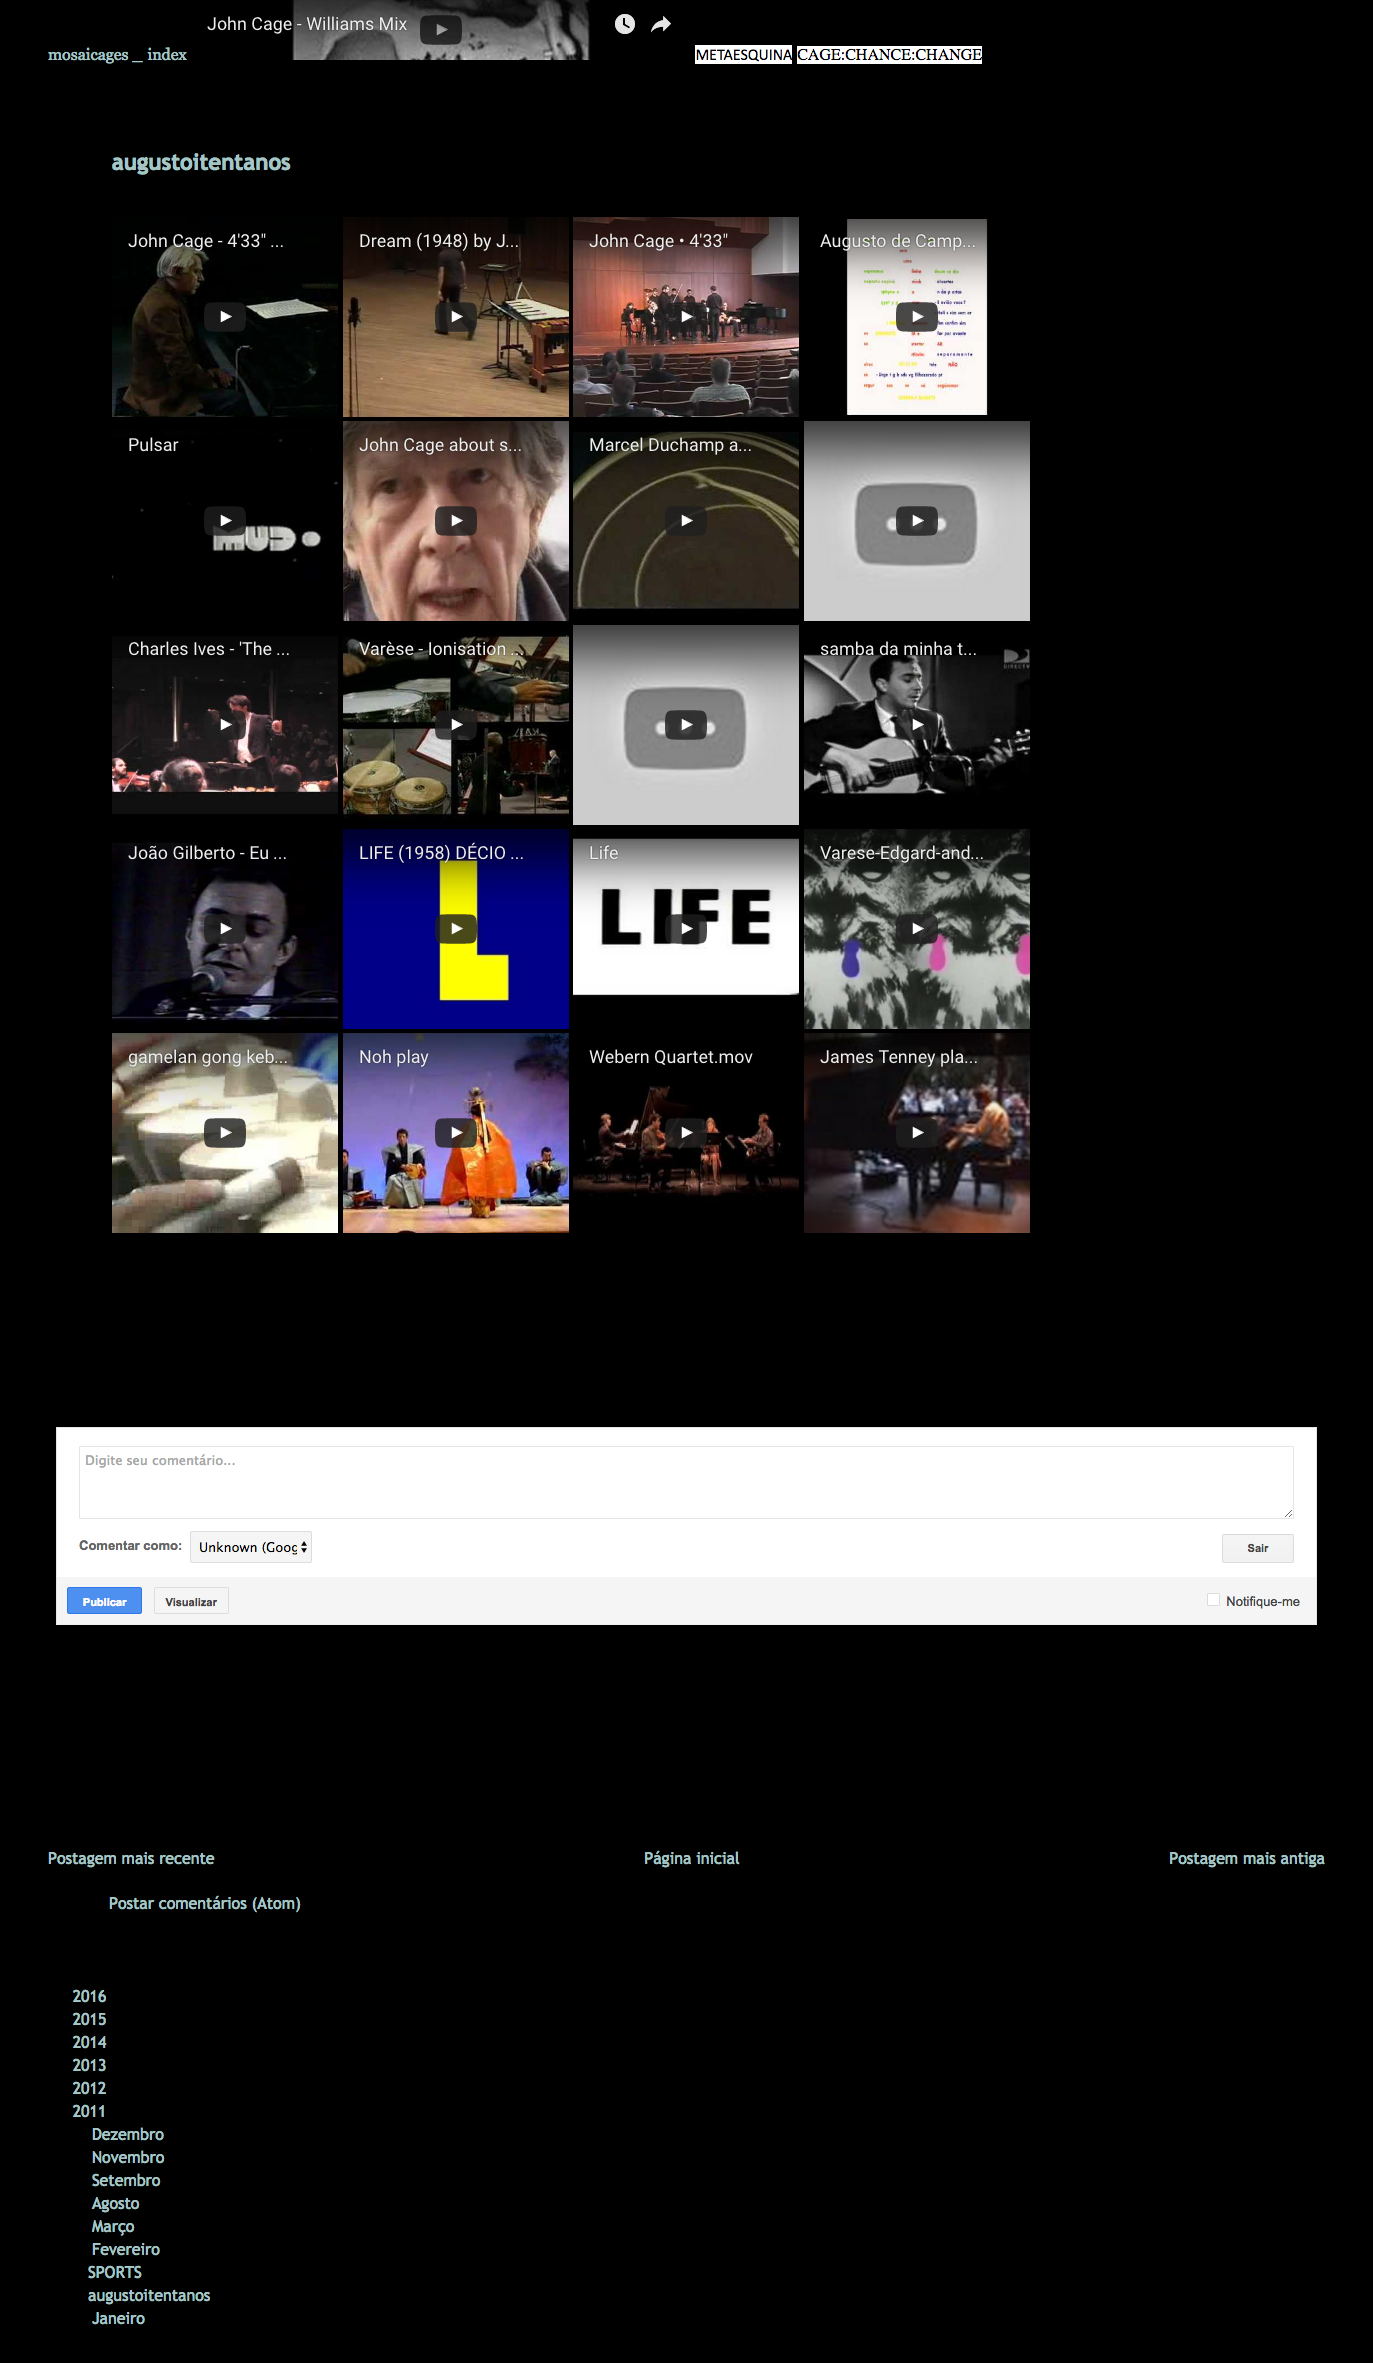 John Cage - Williams Mix
mosaicages _ index
METAESQUINA CAGE:CHANCE:CHANGE
augustoitentanos
John Cage - 4'33" ...
Dream (1948) by J...
John Cage • 4'33"
Augusto de Camp...
Pulsar
MUD
John Cage about s...
Marcel Duchamp a...
Charles Ives - 'The ...
Varèse - Ionisation ...
samba da minha t...
DIRECTV
João Gilberto - Eu ...
LIFE (1958) DÉCIO ...
L
Life
LIFE
Varese-Edgard-and...
gamelan gong keb...
Noh play
Webern Quartet.mov
James Tenney pla...
Digite seu comentário...
Comentar como: Unknown (Goog
Sair
Publicar Visualizar
Notifique-me
Postagem mais recente
Página inicial
Postagem mais antiga
Postar comentários (Atom)
2016
2015
2014
2013
2012
2011
Dezembro
Novembro
Setembro
Agosto
Março
Fevereiro
SPORTS
augustoitentanos
Janeiro